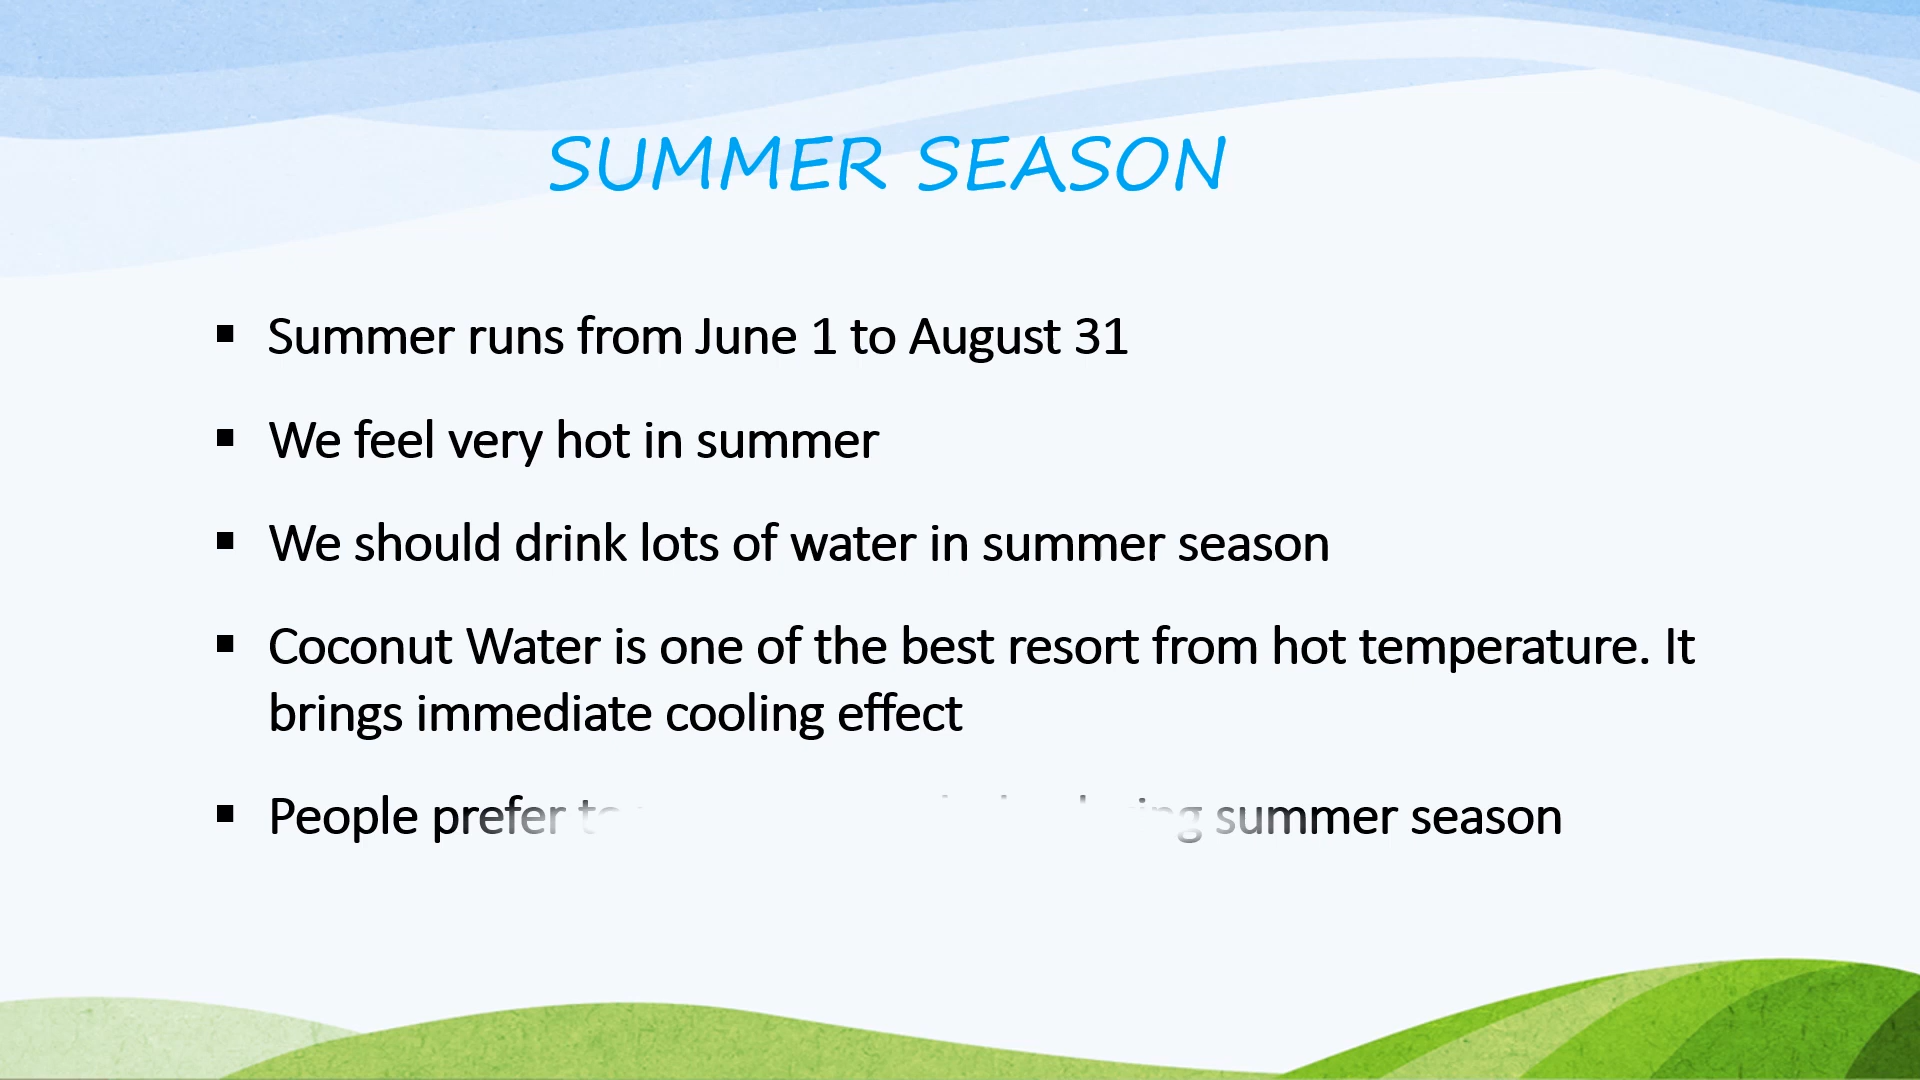 SUMMER SEASON
▪ Summer runs from June 1 to August 31
▪ We feel very hot in summer
▪ We should drink lots of water in summer season
▪ Coconut Water is one of the best resort from hot temperature. It
brings immediate cooling effect
▪ People prefer to summer season